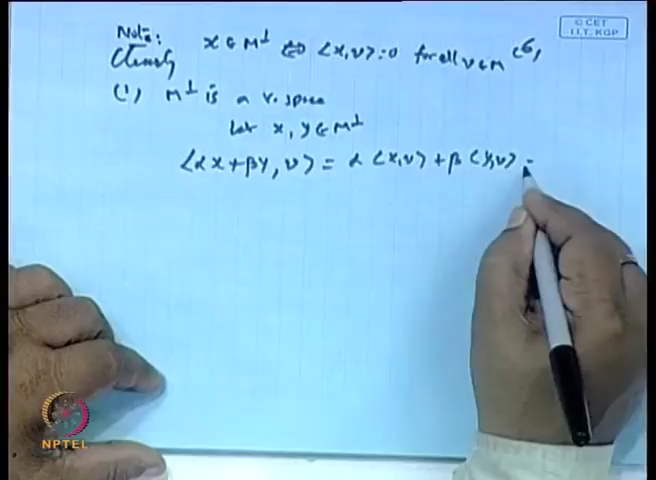 © CET
I.I.T. KGP
Note: x ∈ M⊥ ⇔ <x,v> = 0 for all v ∈ M
Clearly
(1) M⊥ is a v. space
Let x, y ∈ M⊥
<αx + βy, v> = α <x,v> + β <y,v> =
NPTEL